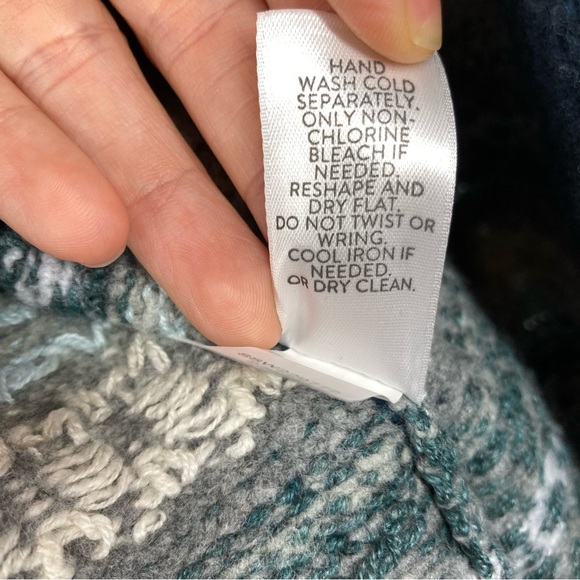 HAND
WASH COLD
SEPARATELY.
ONLY NON-
CHLORINE
BLEACH IF
NEEDED.
RESHAPE AND
DRY FLAT.
DO NOT TWIST OR
WRING.
COOL IRON IF
NEEDED.
OR DRY CLEAN.